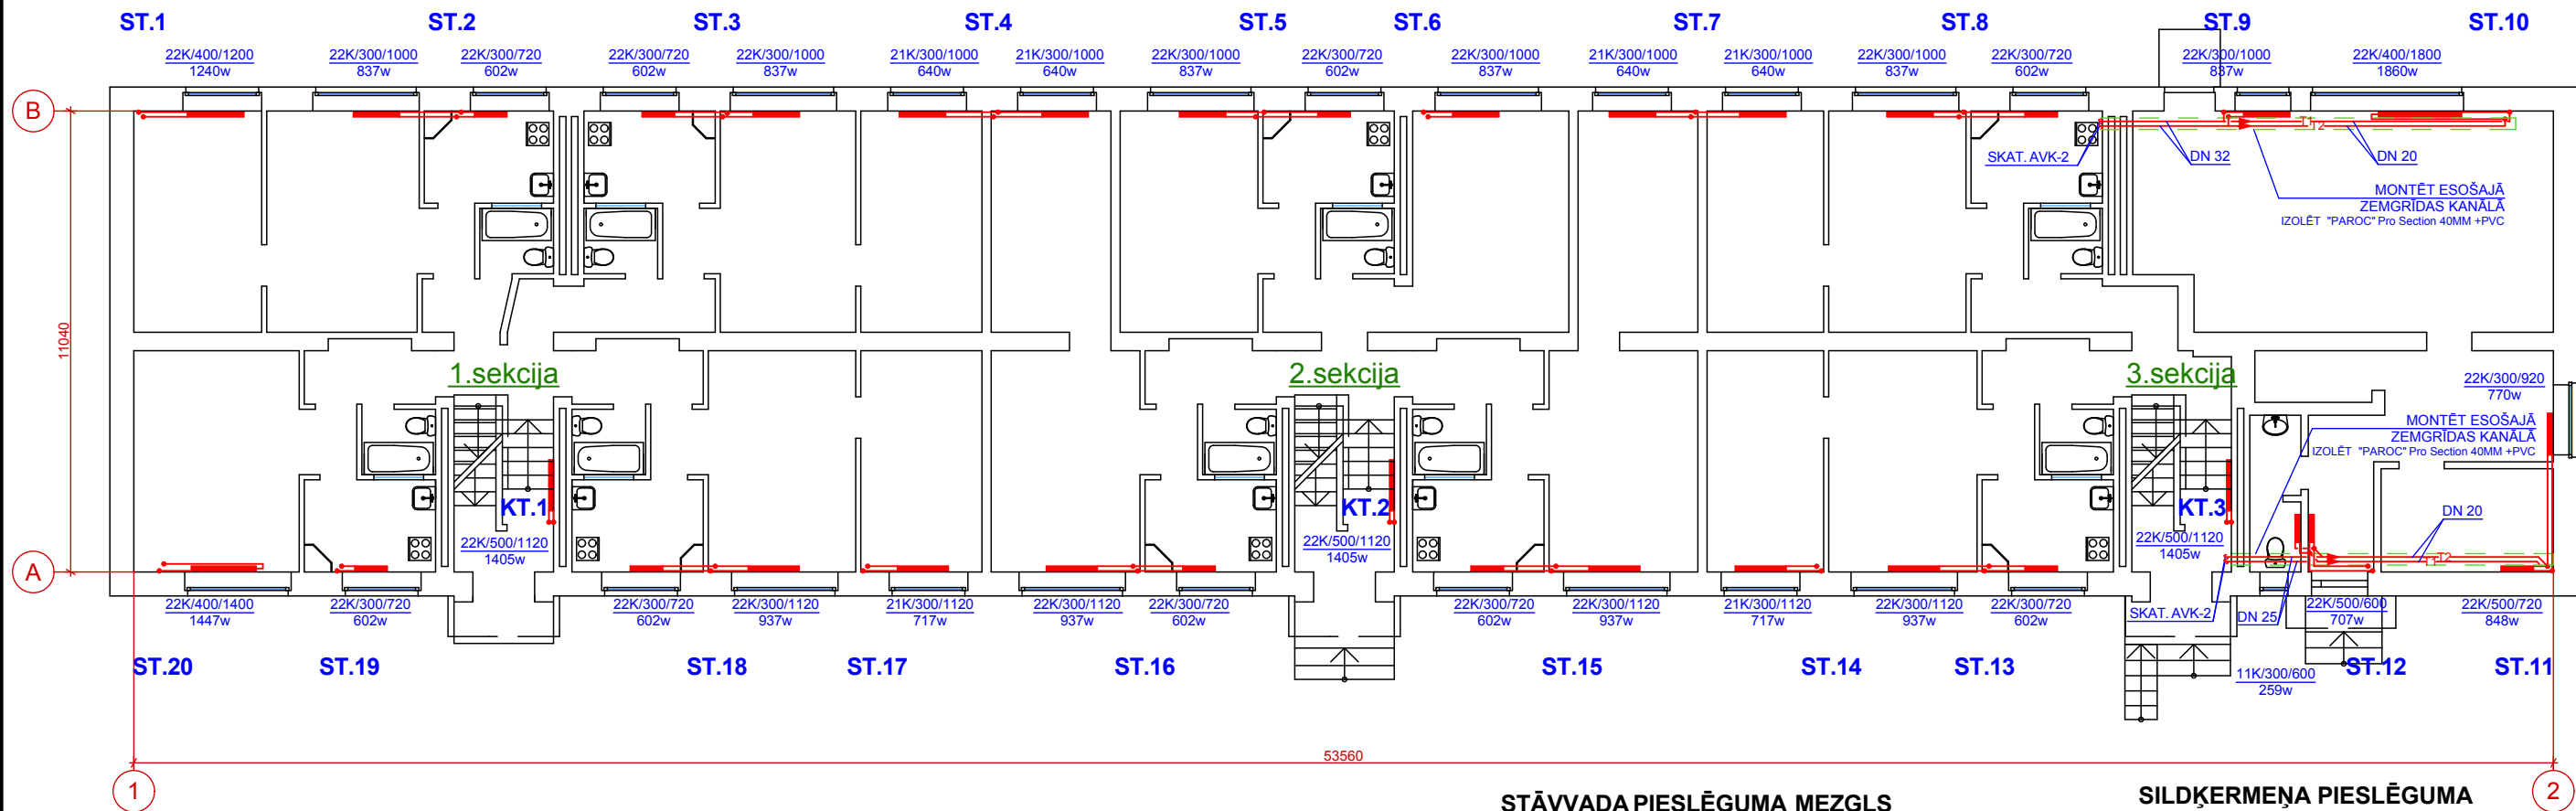 ST.1
ST.2
ST.3
ST.4
ST.5
ST.6
ST.7
ST.8
ST.9
ST.10
22K/400/1200
1240w
22K/300/1000
837w
22K/300/720
602w
22K/300/720
602w
22K/300/1000
837w
21K/300/1000
640w
21K/300/1000
640w
22K/300/1000
837w
22K/300/720
602w
22K/300/1000
837w
21K/300/1000
640w
21K/300/1000
640w
22K/300/1000
837w
22K/300/720
602w
22K/300/1000
837w
22K/400/1800
1860w
B
T1
T2
SKAT. AVK-2
DN 32
DN 20
MONTĒT ESOŠAJĀ
ZEMGRĪDAS KANĀLĀ
IZOLĒT "PAROC" Pro Section 40MM +PVC
11040
1.sekcija
2.sekcija
3.sekcija
22K/300/920
770w
MONTĒT ESOŠAJĀ
ZEMGRĪDAS KANĀLĀ
IZOLĒT "PAROC" Pro Section 40MM +PVC
KT.1
KT.2
KT.3
DN 20
22K/500/1120
1405w
22K/500/1120
1405w
22K/500/1120
1405w
T1
T2
A
22K/400/1400
1447w
22K/300/720
602w
22K/300/720
602w
22K/300/1120
937w
21K/300/1120
717w
22K/300/1120
937w
22K/300/720
602w
22K/300/720
602w
22K/300/1120
937w
21K/300/1120
717w
22K/300/1120
937w
22K/300/720
602w
SKAT. AVK-2
DN 25
22K/500/600
707w
22K/500/720
848w
ST.20
ST.19
ST.18
ST.17
ST.16
ST.15
ST.14
ST.13
ST.12
ST.11
11K/300/600
259w
53560
1
2
STĀVVADA PIESLĒGUMA MEZGLS
SILDĶERMEŅA PIESLĒGUMA